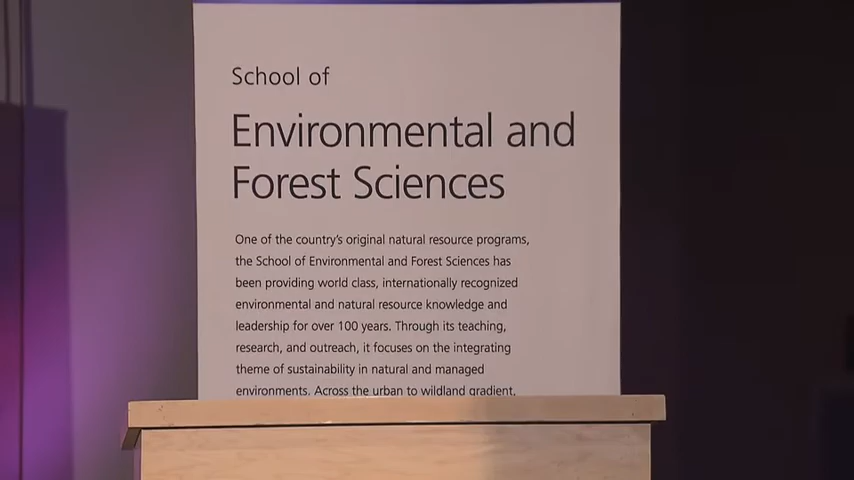 School of
Environmental and
Forest Sciences
One of the country's original natural resource programs,
the School of Environmental and Forest Sciences has
been providing world class, internationally recognized
environmental and natural resource knowledge and
leadership for over 100 years. Through its teaching,
research, and outreach, it focuses on the integrating
theme of sustainability in natural and managed
environments. Across the urban to wildland gradient,